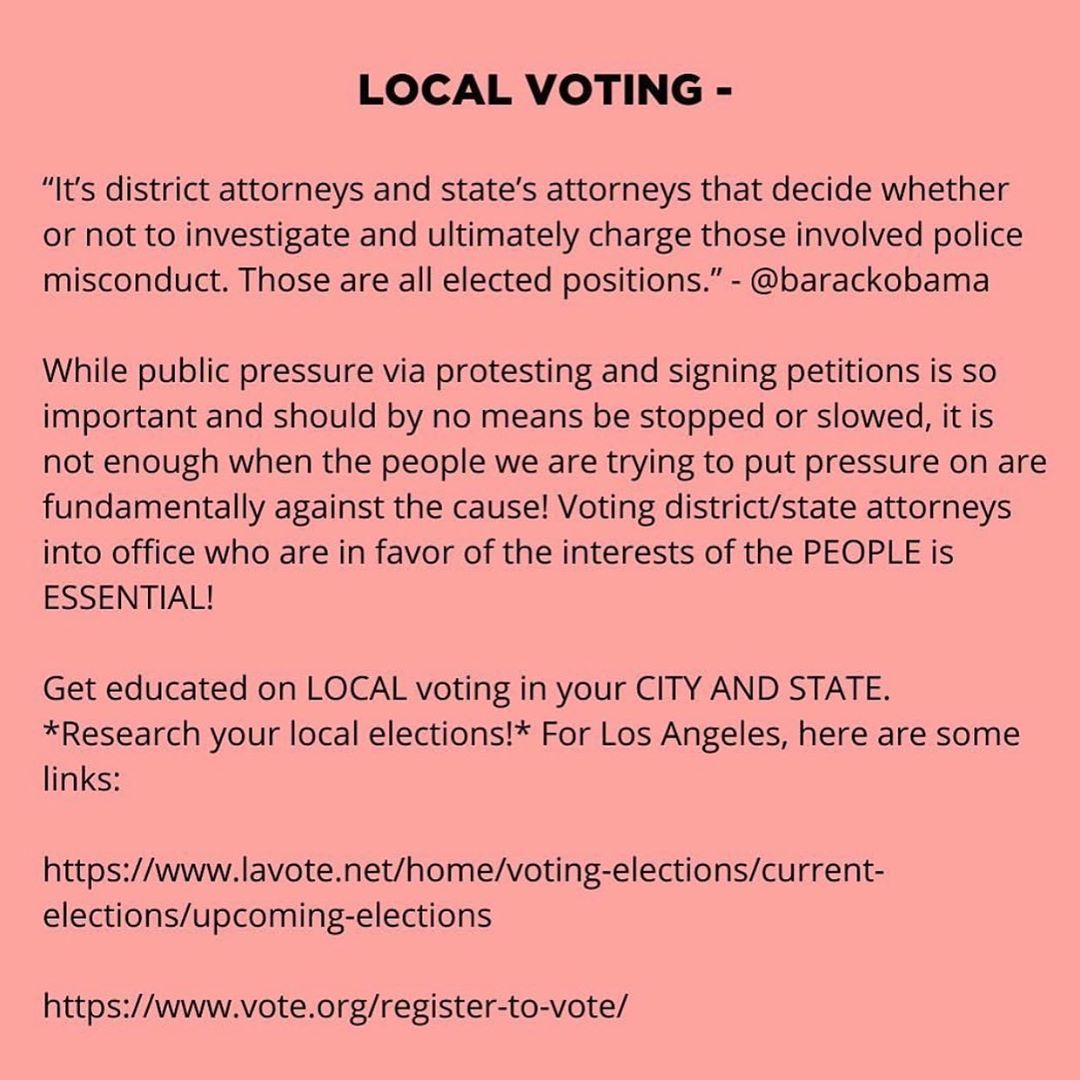 LOCAL VOTING -
“It’s district attorneys and state’s attorneys that decide whether
or not to investigate and ultimately charge those involved police
misconduct. Those are all elected positions.” - @barackobama
While public pressure via protesting and signing petitions is so
important and should by no means be stopped or slowed, it is
not enough when the people we are trying to put pressure on are
fundamentally against the cause! Voting district/state attorneys
into office who are in favor of the interests of the PEOPLE is
ESSENTIAL!
Get educated on LOCAL voting in your CITY AND STATE.
*Research your local elections!* For Los Angeles, here are some
links:
https://www.lavote.net/home/voting-elections/current-
elections/upcoming-elections
https://www.vote.org/register-to-vote/